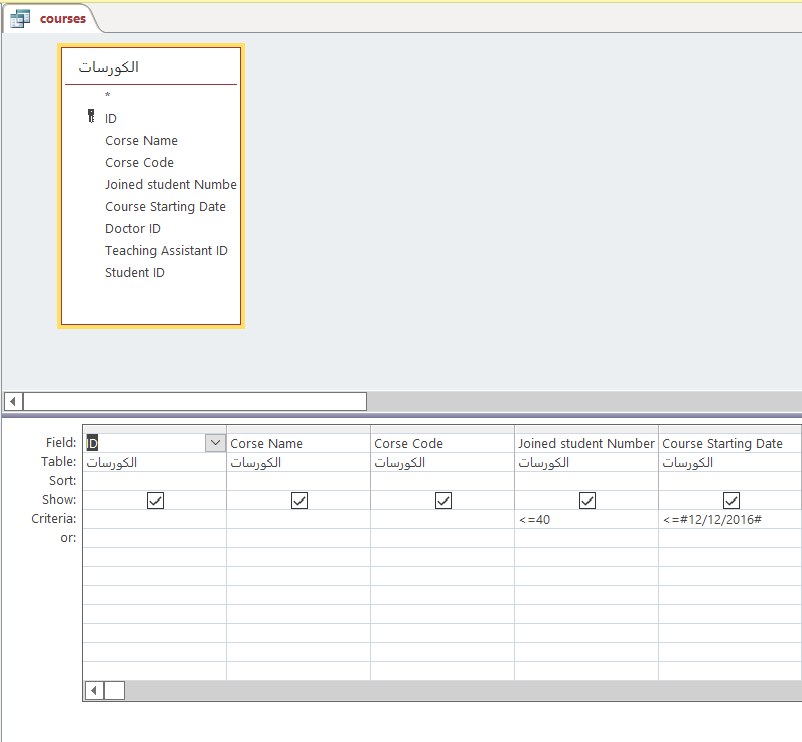 courses
الكورسات
*
ID
Corse Name
Corse Code
Joined student Numbe
Course Starting Date
Doctor ID
Teaching Assistant ID
Student ID
Field: ID Corse Name Corse Code Joined student Number Course Starting Date
Table: الكورسات الكورسات الكورسات الكورسات الكورسات
Sort:
Show:
Criteria: <=40 <=#12/12/2016#
or: